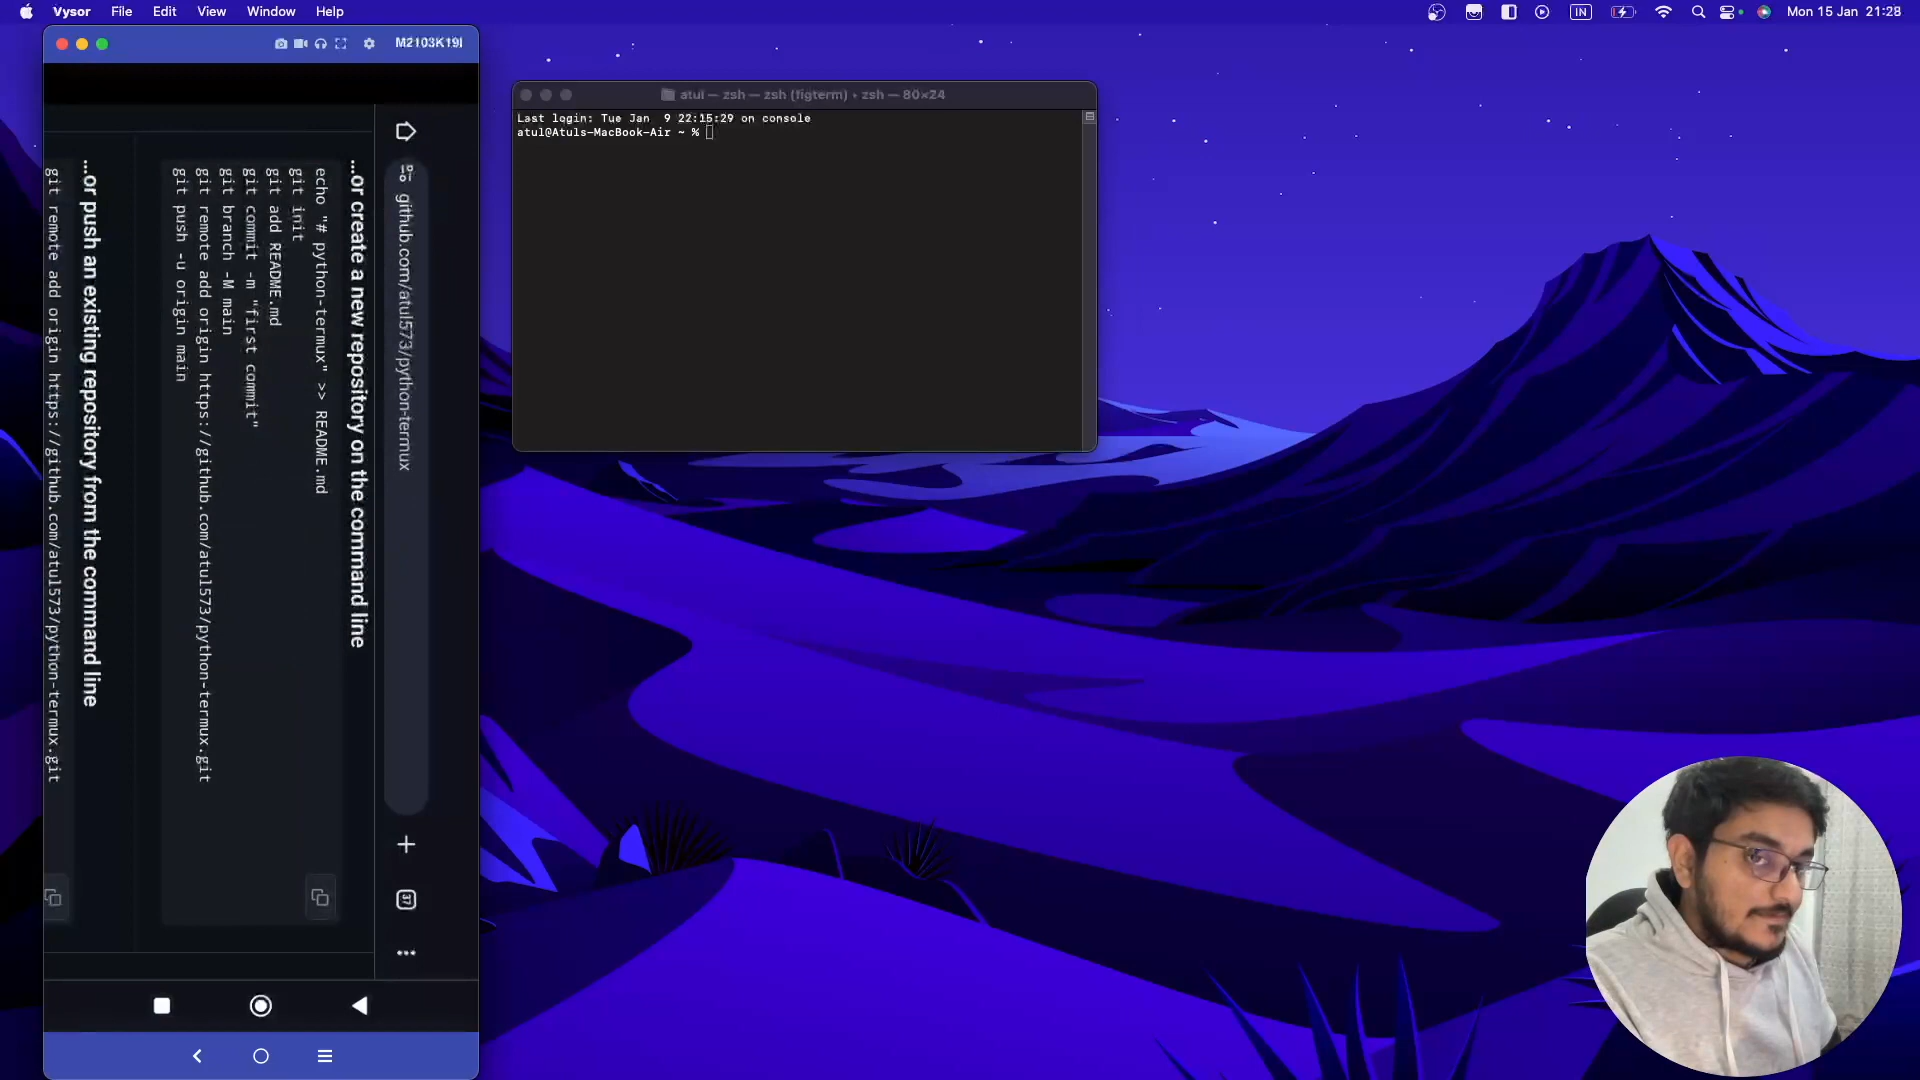 Vysor File Edit View Window Help
IN
Mon 15 Jan 21:28
M2103K19I
github.com/atul573/python-termux
37
...or create a new repository on the command line
echo "# python-termux" >> README.md
git init
git add README.md
git commit -m "first commit"
git branch -M main
git remote add origin https://github.com/atul573/python-termux.git
git push -u origin main
...or push an existing repository from the command line
git remote add origin https://github.com/atul573/python-termux.git
atul — zsh — zsh (figterm) • zsh — 80×24
Last login: Tue Jan 9 22:15:29 on console
atul@Atuls-MacBook-Air ~ %